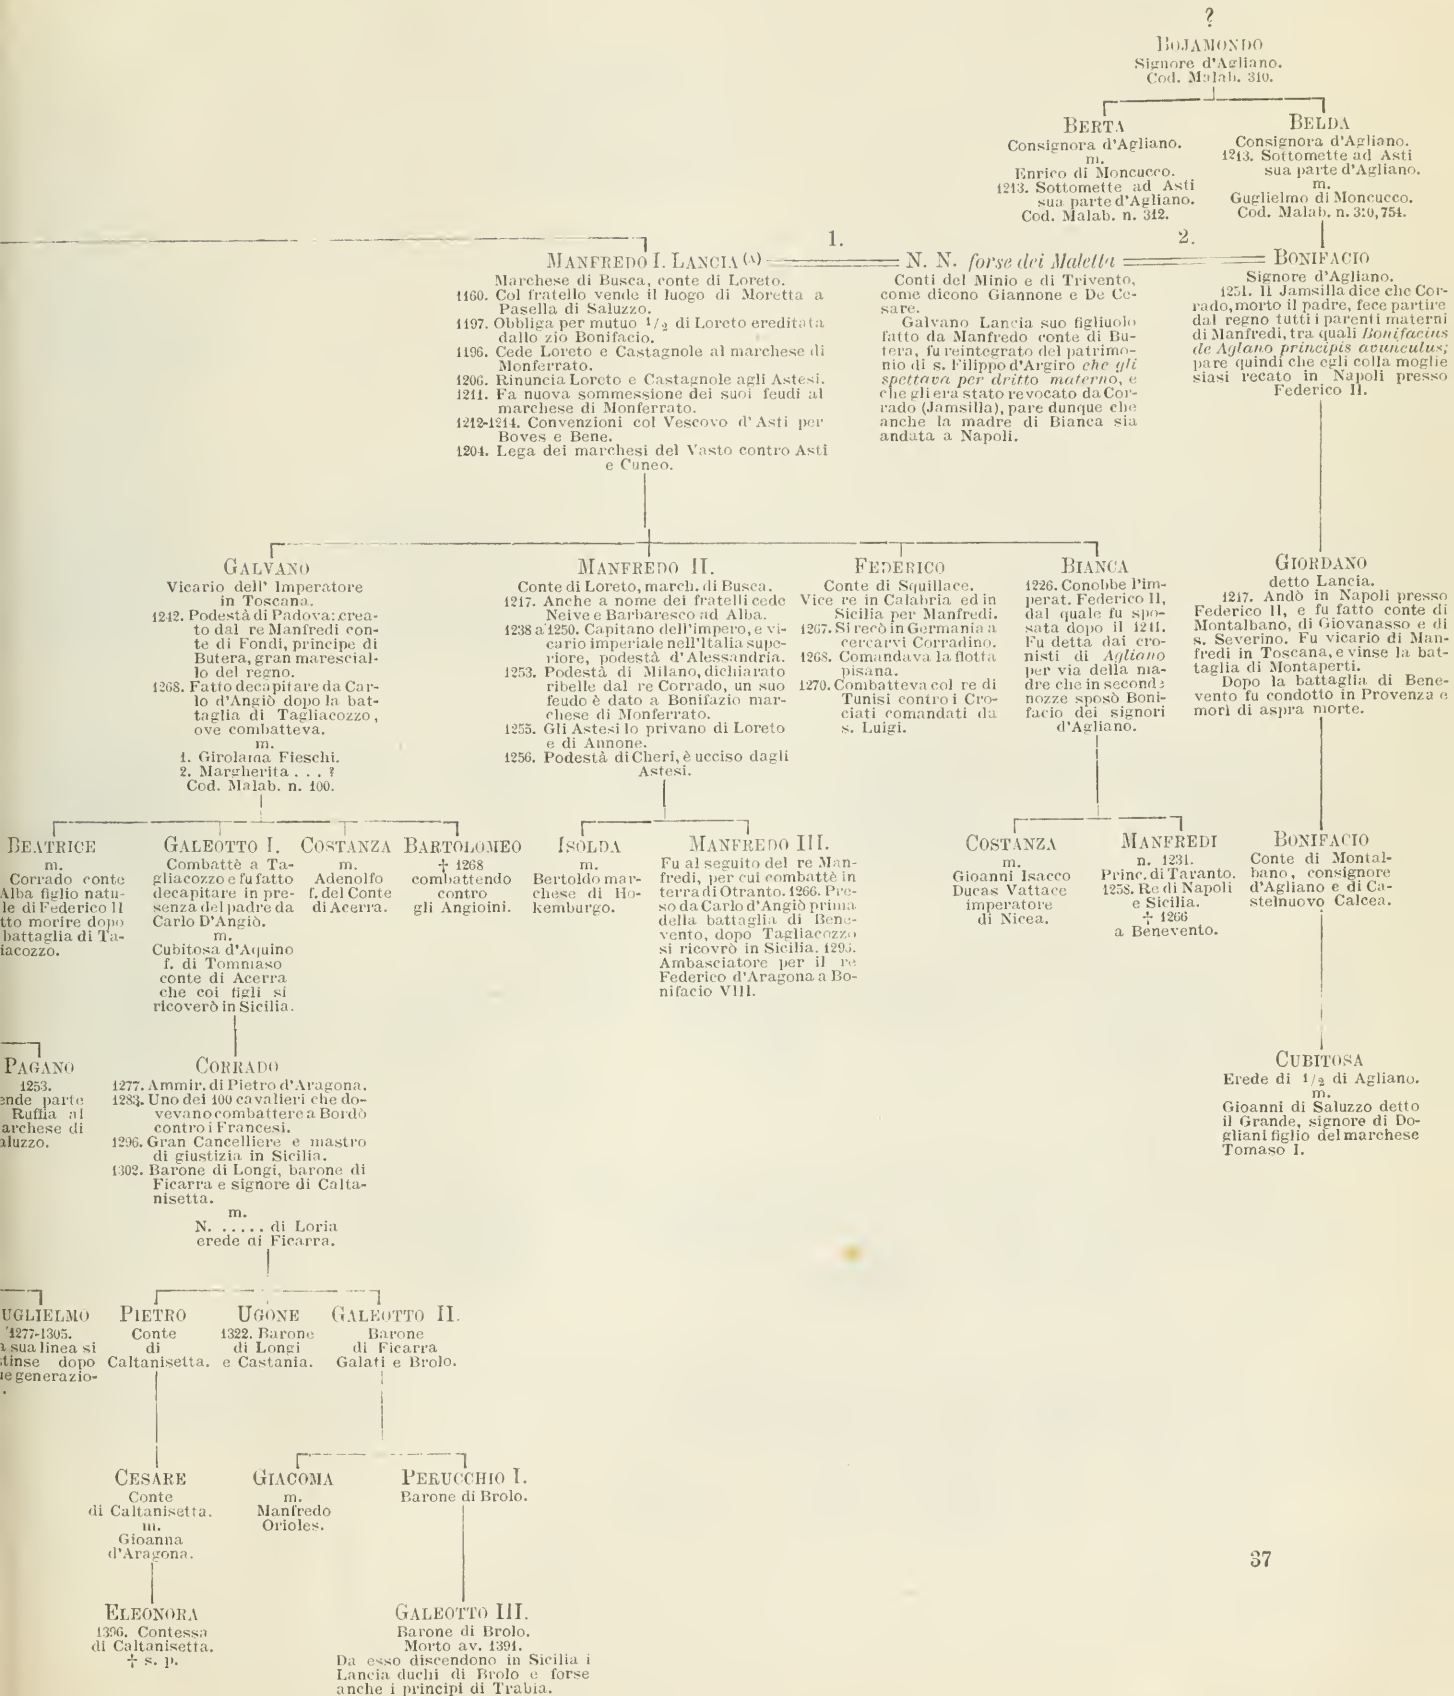 ?
BOJAMONDO
Signore d'Agliano.
Cod. Malab. 310.
BERTA
Consignora d'Agliano.
m.
Enrico di Moncucco.
1213. Sottomette ad Asti
sua parte d'Agliano.
Cod. Malab. n. 312.
BELDA
Consignora d'Agliano.
1213. Sottomette ad Asti
sua parte d'Agliano.
m.
Guglielmo di Moncucco.
Cod. Malab. n. 310, 754.
1.
2.
MANFREDO I. LANCIA (A)
Marchese di Busca, conte di Loreto.
1160. Col fratello vende il luogo di Moretta a
Pasella di Saluzzo.
1197. Obbliga per mutuo 1/2 di Loreto ereditata
dallo zio Bonifacio.
1196. Cede Loreto e Castagnole al marchese di
Monferrato.
1206. Rinuncia Loreto e Castagnole agli Astesi.
1211. Fa nuova sommessione dei suoi feudi al
marchese di Monferrato.
1212-1214. Convenzioni col Vescovo d'Asti per
Boves e Bene.
1204. Lega dei marchesi del Vasto contro Asti
e Cuneo.
N. N. forse dei Maletta
Conti del Minio e di Trivento,
come dicono Giannone e De Ce-
sare.
Galvano Lancia suo figliuolo
fatto da Manfredo conte di Bu-
tera, fu reintegrato del patrimo-
nio di s. Filippo d'Argiro che gli
spettava per dritto materno, e
che gli era stato revocato da Cor-
rado (Jamsilla), pare dunque che
anche la madre di Bianca sia
andata a Napoli.
BONIFACIO
Signore d'Agliano.
1251. Il Jamsilla dice che Cor-
rado, morto il padre, fece partire
dal regno tutti i parenti materni
di Manfredi, tra quali Bonifacius
de Aglano principis avunculus;
pare quindi che egli colla moglie
siasi recato in Napoli presso
Federico II.
GALVANO
Vicario dell' Imperatore
in Toscana.
1242. Podestà di Padova: crea-
to dal re Manfredi con-
te di Fondi, principe di
Butera, gran marescial-
lo del regno.
1268. Fatto decapitare da Car-
lo d'Angiò dopo la bat-
taglia di Tagliacozzo,
ove combatteva.
m.
1. Girolama Fieschi.
2. Margherita . . . ?
Cod. Malab. n. 100.
MANFREDO II.
Conte di Loreto, march. di Busca.
1217. Anche a nome dei fratelli cede
Neive e Barbaresco ad Alba.
1238 a 1250. Capitano dell'impero, e vi-
cario imperiale nell'Italia supe-
riore, podestà d'Alessandria.
1253. Podestà di Milano, dichiarato
ribelle dal re Corrado, un suo
feudo è dato a Bonifazio mar-
chese di Monferrato.
1255. Gli Astesi lo privano di Loreto
e di Annone.
1256. Podestà di Cheri, è ucciso dagli
Astesi.
FEDERICO
Conte di Squillace.
Vice re in Calabria ed in
Sicilia per Manfredi.
1267. Si recò in Germania a
cercarvi Corradino.
1268. Comandava la flotta
pisana.
1270. Combatteva col re di
Tunisi contro i Cro-
ciati comandati da
s. Luigi.
BIANCA
1226. Conobbe l'im-
perat. Federico II,
dal quale fu spo-
sata dopo il 1241.
Fu detta dai cro-
nisti di Agliano
per via della ma-
dre che in seconde
nozze sposò Boni-
facio dei signori
d'Agliano.
GIORDANO
detto Lancia.
1217. Andò in Napoli presso
Federico II, e fu fatto conte di
Montalbano, di Giovanasso e di
s. Severino. Fu vicario di Man-
fredi in Toscana, e vinse la bat-
taglia di Montaperti.
Dopo la battaglia di Bene-
vento fu condotto in Provenza e
morì di aspra morte.
BEATRICE
m.
Corrado conte
Alba figlio natu-
le di Federico II
tto morire dopo
battaglia di Ta-
iacozzo.
GALEOTTO I.
Combattè a Ta-
gliacozzo e fu fatto
decapitare in pre-
senza del padre da
Carlo D'Angiò.
m.
Cubitosa d'Aquino
f. di Tommaso
conte di Acerra
che coi figli si
ricoverò in Sicilia.
COSTANZA
m.
Adenolfo
f. del Conte
di Acerra.
BARTOLOMEO
† 1268
combattendo
contro
gli Angioini.
ISOLDA
m.
Bertoldo mar-
chese di Ho-
kemburgo.
MANFREDO III.
Fu al seguito del re Man-
fredi, per cui combattè in
terra di Otranto. 1266. Pre-
so da Carlo d'Angiò prima
della battaglia di Bene-
vento, dopo Tagliacozzo
si ricovrò in Sicilia.
Ambasciatore per il re
Federico d'Aragona a Bo-
nifacio VIII.
COSTANZA
m.
Gioanni Isacco
Ducas Vattace
imperatore
di Nicea.
MANFREDI
n. 1231.
Princ. di Taranto.
1258. Re di Napoli
e Sicilia.
† 1266
a Benevento.
BONIFACIO
Conte di Montal-
bano, consignore
d'Agliano e di Ca-
stelnuovo Calcea.
PAGANO
1253.
ende parte
Ruffia al
archese di
aluzzo.
CORRADO
1277. Ammir. di Pietro d'Aragona.
1283. Uno dei 100 cavalieri che do-
vevano combattere a Bordò
contro i Francesi.
1296. Gran Cancelliere e mastro
di giustizia in Sicilia.
1302. Barone di Longi, barone di
Ficarra e signore di Calta-
nisetta.
m.
N. ..... di Loria
erede di Ficarra.
CUBITOSA
Erede di 1/2 di Agliano.
m.
Gioanni di Saluzzo detto
il Grande, signore di Do-
gliani figlio del marchese
Tomaso I.
UGLIELMO
1277-1305.
a sua linea si
tinse dopo
ue generazio-
.
PIETRO
Conte
di
Caltanisetta.
UGONE
1322. Barone
di Longi
e Castania.
GALEOTTO II.
Barone
di Ficarra
Galati e Brolo.
CESARE
Conte
di Caltanisetta.
m.
Gioanna
d'Aragona.
GIACOMA
m.
Manfredo
Orioles.
PERUCCHIO I.
Barone di Brolo.
37
ELEONORA
1396. Contessa
di Caltanisetta.
† s. p.
GALEOTTO III.
Barone di Brolo.
Morto av. 1391.
Da esso discendono in Sicilia i
Lancia duchi di Brolo e forse
anche i principi di Trabia.